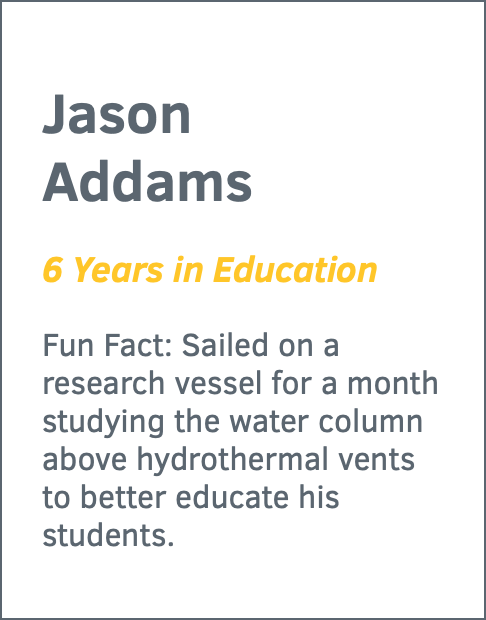 Jason
Addams
6 Years in Education
Fun Fact: Sailed on a
research vessel for a month
studying the water column
above hydrothermal vents
to better educate his
students.